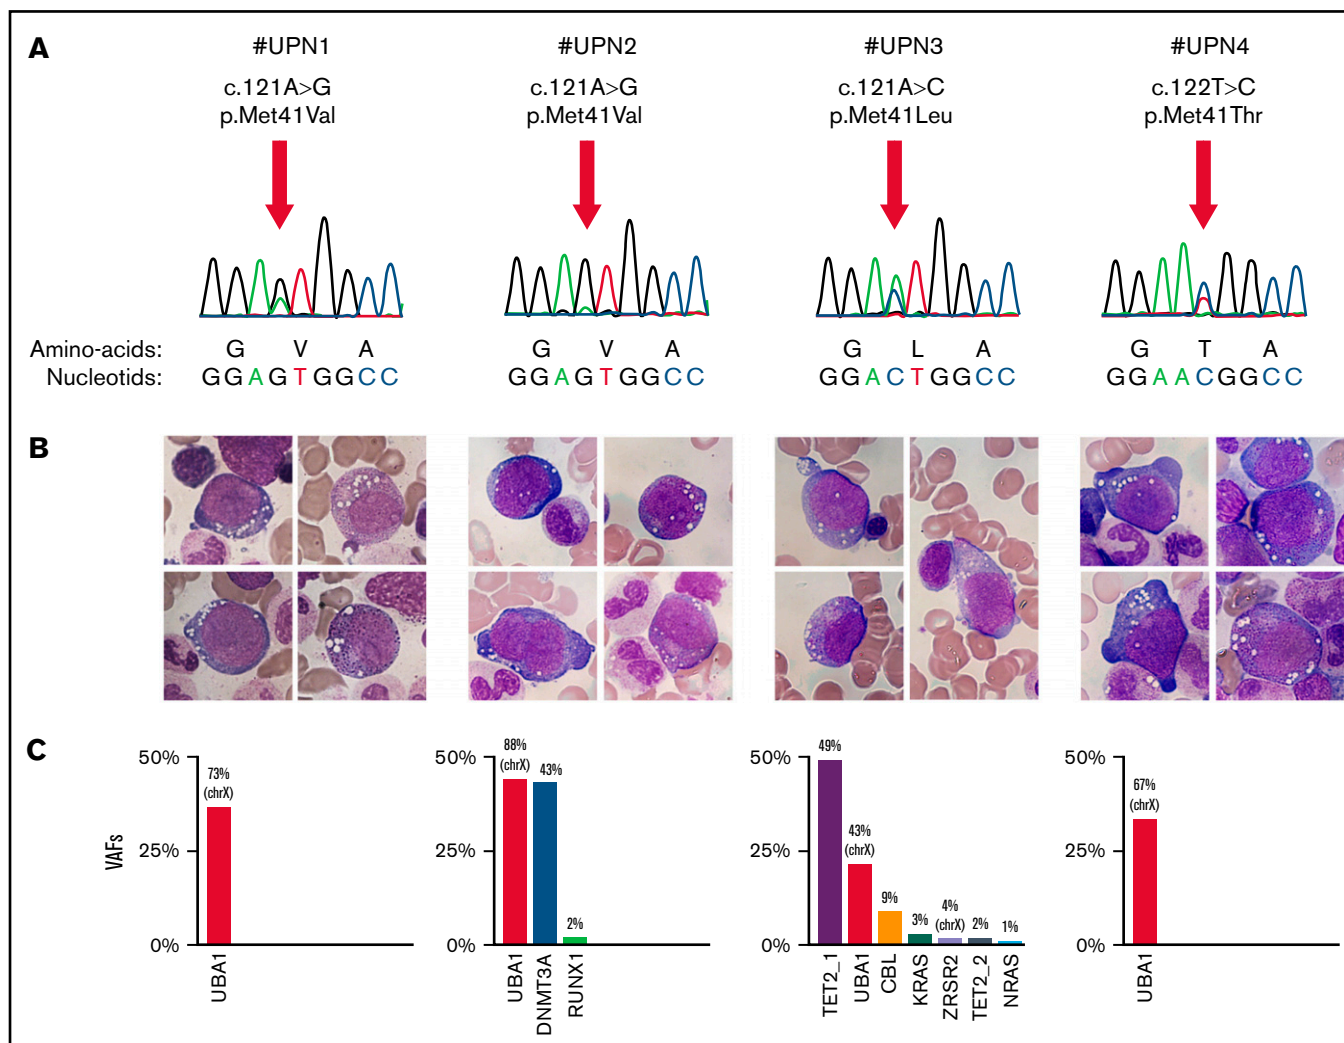 A
#UPN1 #UPN2 #UPN3 #UPN4
c.121A>G c.121A>G c.121A>C c.122T>C
p.Met41Val p.Met41Val p.Met41Leu p.Met41Thr
Amino-acids: G V A G V A G L A G T A
Nucleotids: GGAGTGGCC GGAGTGGCC GGACTGGCC GGAACGGCC
B
C
VAFs
50%
25%
0%
73%
(chrX)
UBA1
50%
25%
0%
88%
(chrX)
43%
2%
UBA1
DNMT3A
RUNX1
50%
25%
0%
49%
43%
(chrX)
9%
3%
4%
(chrX)
2%
1%
TET2_1
UBA1
CBL
KRAS
ZRSR2
TET2_2
NRAS
50%
25%
0%
67%
(chrX)
UBA1